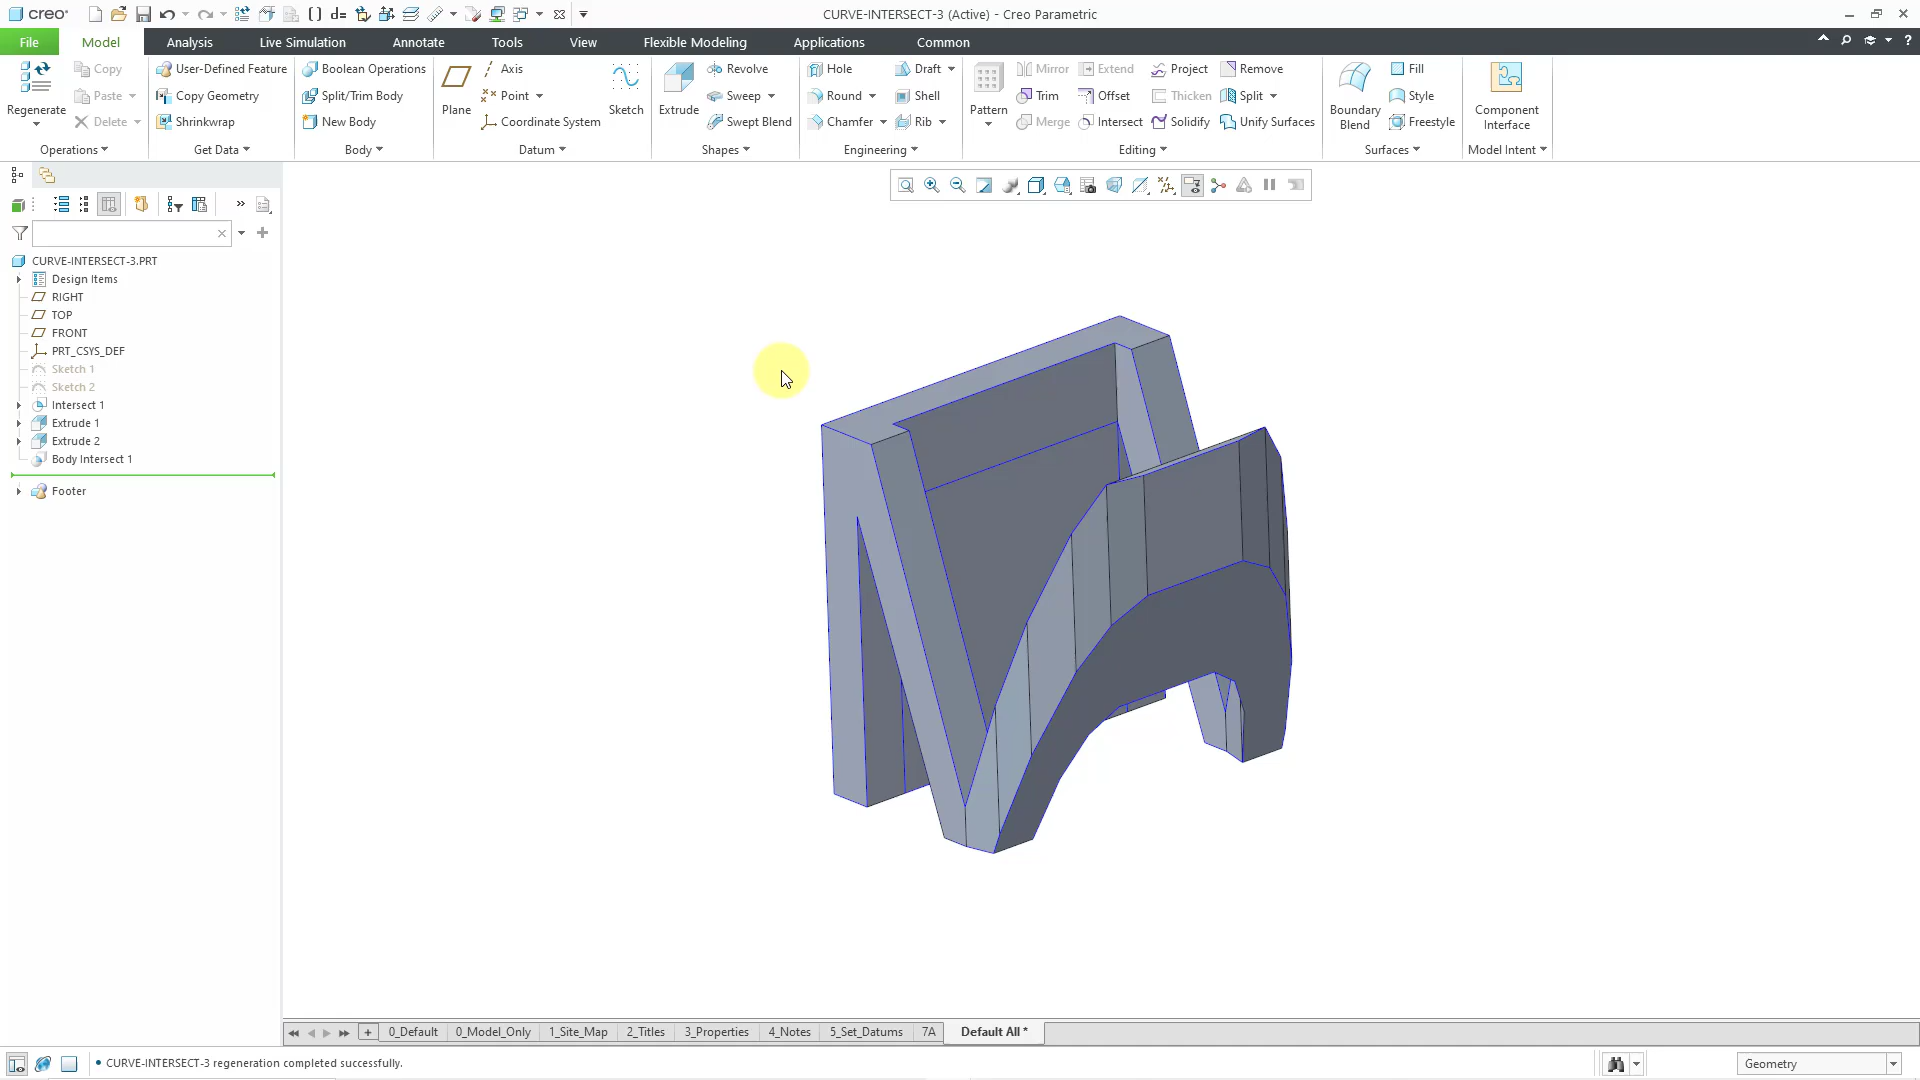 creo
CURVE-INTERSECT-3 (Active) - Creo Parametric
File Model Analysis Live Simulation Annotate Tools View Flexible Modeling Applications Common
Regenerate
Copy
Paste
Delete
Operations
User-Defined Feature
Copy Geometry
Shrinkwrap
Get Data
Boolean Operations
Split/Trim Body
New Body
Body
Plane
Axis
Point
Coordinate System
Sketch
Datum
Extrude
Revolve
Sweep
Swept Blend
Shapes
Hole
Round
Chamfer
Draft
Shell
Rib
Engineering
Pattern
Mirror
Trim
Merge
Extend
Offset
Intersect
Project
Thicken
Solidify
Remove
Split
Unify Surfaces
Editing
Boundary
Blend
Fill
Style
Freestyle
Surfaces
Component
Interface
Model Intent
CURVE-INTERSECT-3.PRT
Design Items
RIGHT
TOP
FRONT
PRT_CSYS_DEF
Sketch 1
Sketch 2
Intersect 1
Extrude 1
Extrude 2
Body Intersect 1
Footer
0_Default 0_Model_Only 1_Site_Map 2_Titles 3_Properties 4_Notes 5_Set_Datums 7A Default All *
• CURVE-INTERSECT-3 regeneration completed successfully.
Geometry